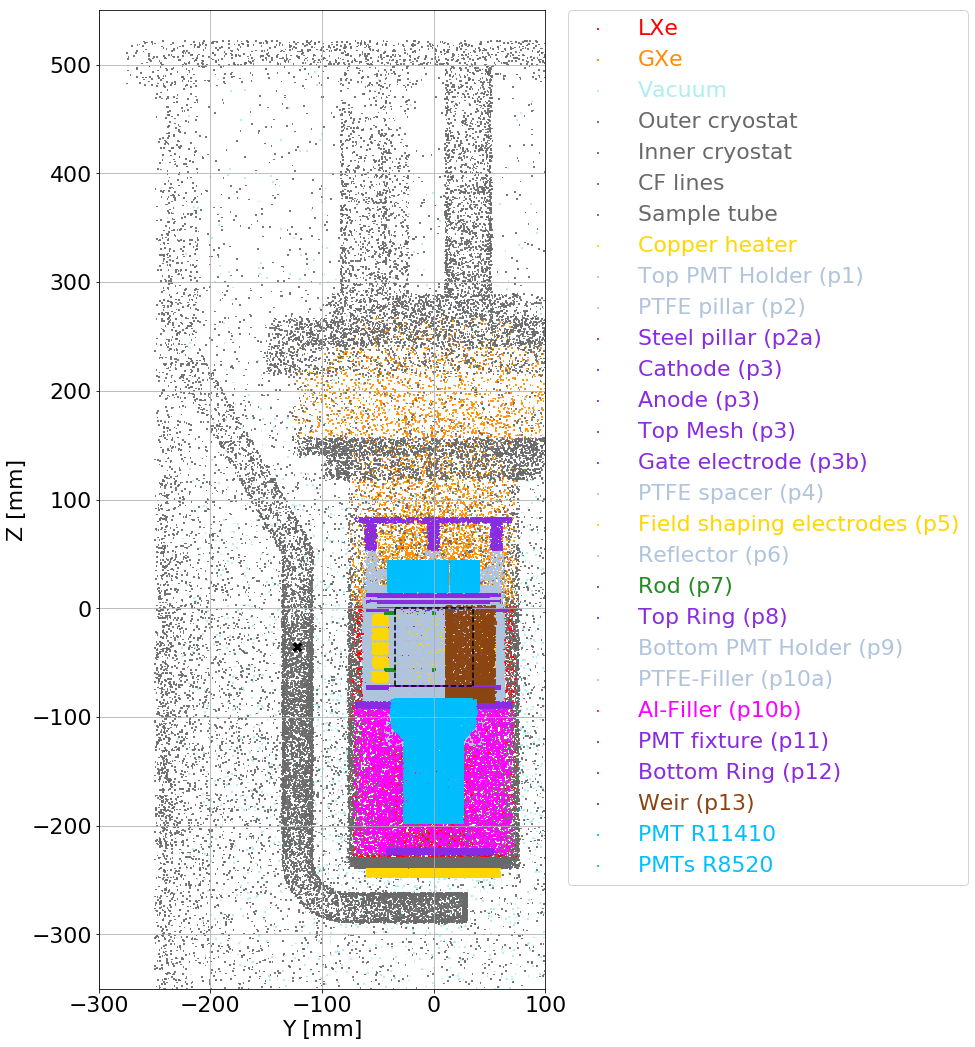 500
400
300
200
100
0
−100
−200
−300
Z [mm]
−300 −200 −100 0 100
Y [mm]
LXe
GXe
Vacuum
Outer cryostat
Inner cryostat
CF lines
Sample tube
Copper heater
Top PMT Holder (p1)
PTFE pillar (p2)
Steel pillar (p2a)
Cathode (p3)
Anode (p3)
Top Mesh (p3)
Gate electrode (p3b)
PTFE spacer (p4)
Field shaping electrodes (p5)
Reflector (p6)
Rod (p7)
Top Ring (p8)
Bottom PMT Holder (p9)
PTFE-Filler (p10a)
Al-Filler (p10b)
PMT fixture (p11)
Bottom Ring (p12)
Weir (p13)
PMT R11410
PMTs R8520